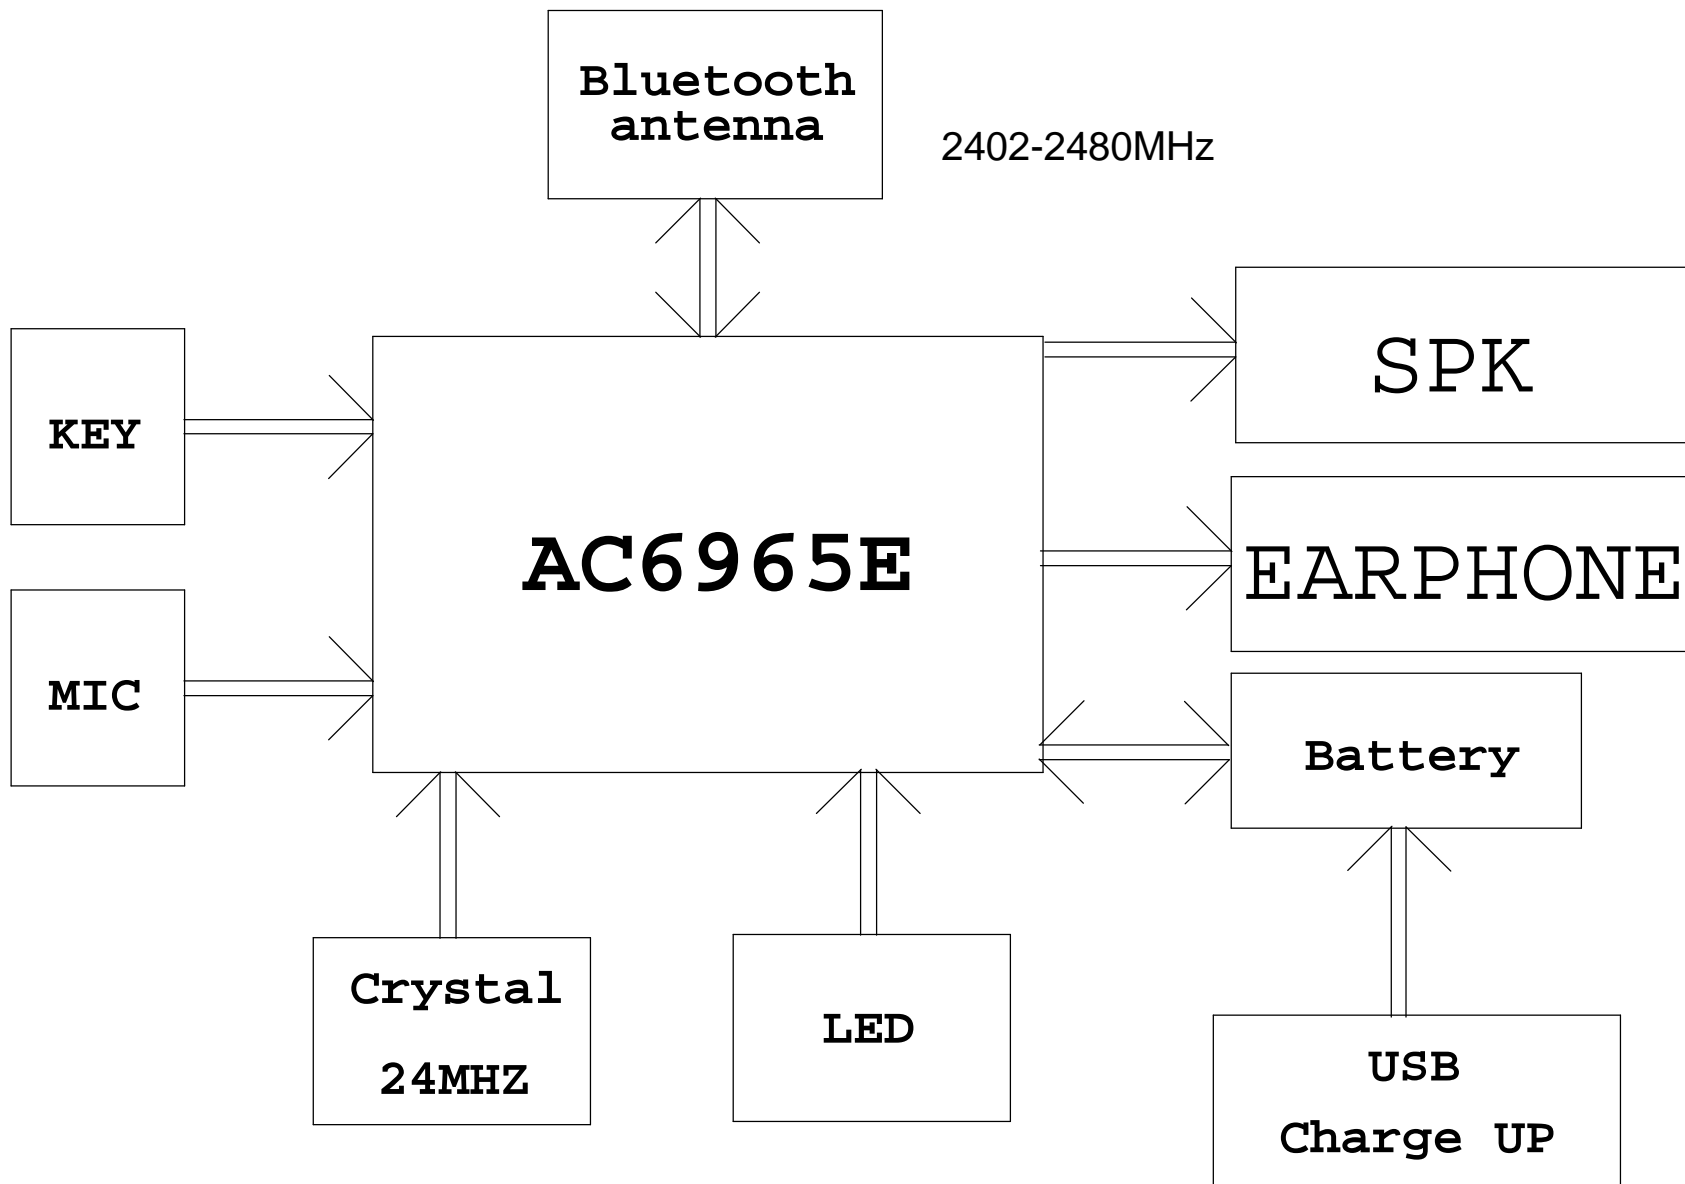 Bluetooth
antenna
2402-2480MHz
SPK
KEY
AC6965E
EARPHONE
MIC
Battery
Crystal
24MHZ
LED
USB
Charge UP